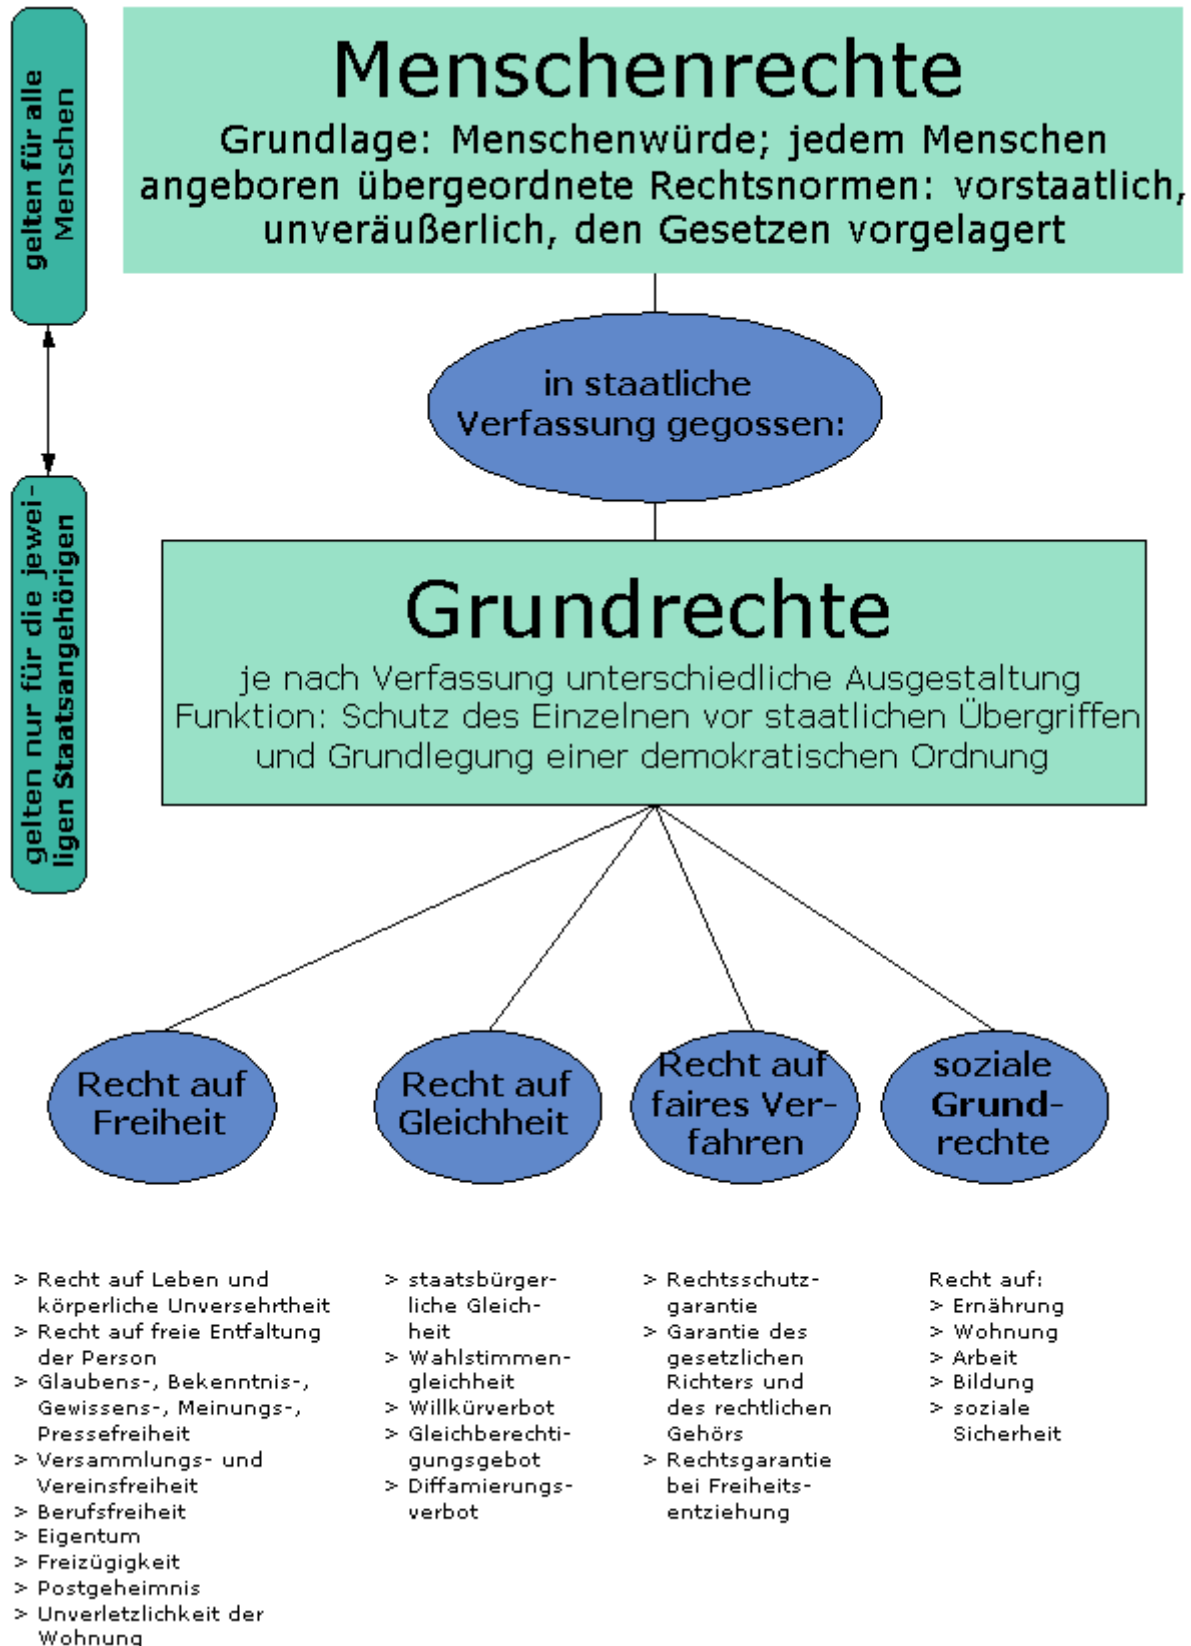 gelten für alle
Menschen
Menschenrechte
Grundlage: Menschenwürde; jedem Menschen
angeboren übergeordnete Rechtsnormen: vorstaatlich,
unveräußerlich, den Gesetzen vorgelagert
in staatliche
Verfassung gegossen:
gelten nur für die jewei-
ligen Staatsangehörigen
Grundrechte
je nach Verfassung unterschiedliche Ausgestaltung
Funktion: Schutz des Einzelnen vor staatlichen Übergriffen
und Grundlegung einer demokratischen Ordnung
Recht auf
Freiheit
Recht auf
Gleichheit
Recht auf
faires Ver-
fahren
soziale
Grund-
rechte
> Recht auf Leben und
körperliche Unversehrtheit
> Recht auf freie Entfaltung
der Person
> Glaubens-, Bekenntnis-,
Gewissens-, Meinungs-,
Pressefreiheit
> Versammlungs- und
Vereinsfreiheit
> Berufsfreiheit
> Eigentum
> Freizügigkeit
> Postgeheimnis
> Unverletzlichkeit der
Wohnung
> staatsbürger-
liche Gleich-
heit
> Wahlstimmen-
gleichheit
> Willkürverbot
> Gleichberechti-
gungsgebot
> Diffamierungs-
verbot
> Rechtsschutz-
garantie
> Garantie des
gesetzlichen
Richters und
des rechtlichen
Gehörs
> Rechtsgarantie
bei Freiheits-
entziehung
Recht auf:
> Ernährung
> Wohnung
> Arbeit
> Bildung
> soziale
Sicherheit